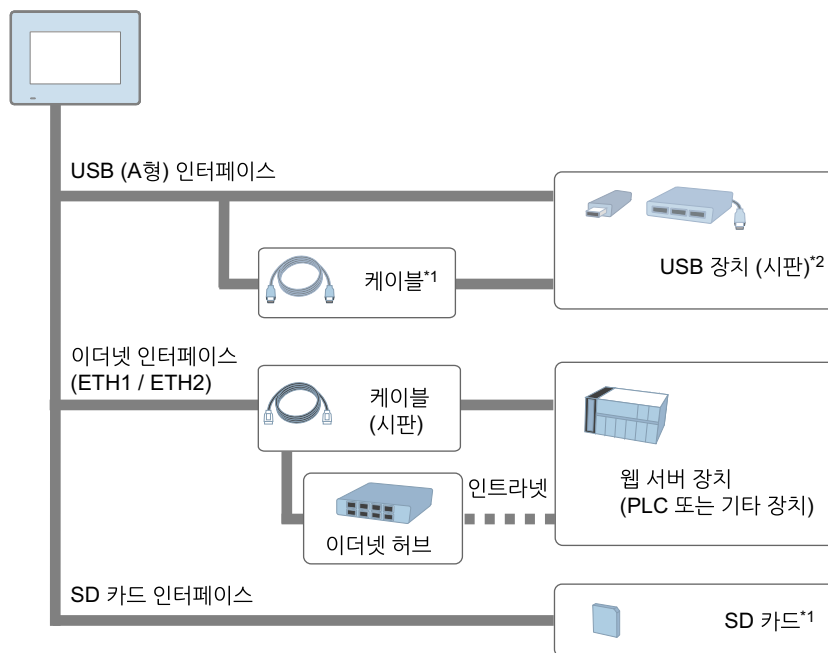 USB (A형) 인터페이스
케이블*1
USB 장치 (시판)*2
이더넷 인터페이스
(ETH1 / ETH2)
케이블
(시판)
인트라넷
이더넷 허브
웹 서버 장치
(PLC 또는 기타 장치)
SD 카드 인터페이스
SD 카드*1